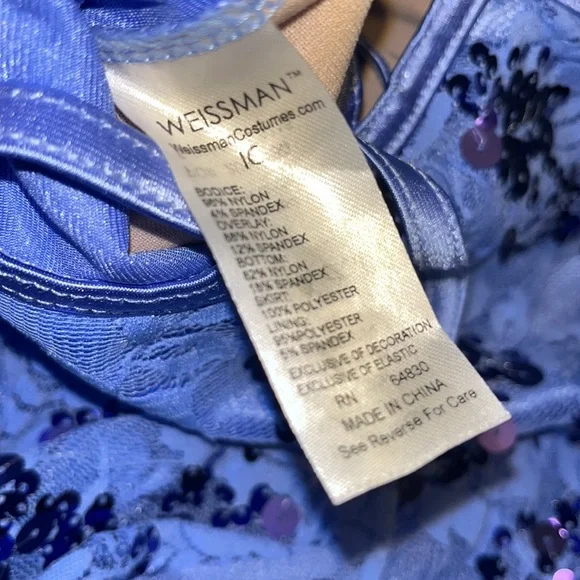 WEISSMAN™
WeissmanCostumes.com
IC
BODICE:
96% NYLON
4% SPANDEX
OVERLAY:
88% NYLON
12% SPANDEX
BOTTOM:
82% NYLON
18% SPANDEX
SKIRT:
100% POLYESTER
LINING:
95% POLYESTER
5% SPANDEX
EXCLUSIVE OF DECORATION
EXCLUSIVE OF ELASTIC
RN 64830
MADE IN CHINA
See Reverse For Care